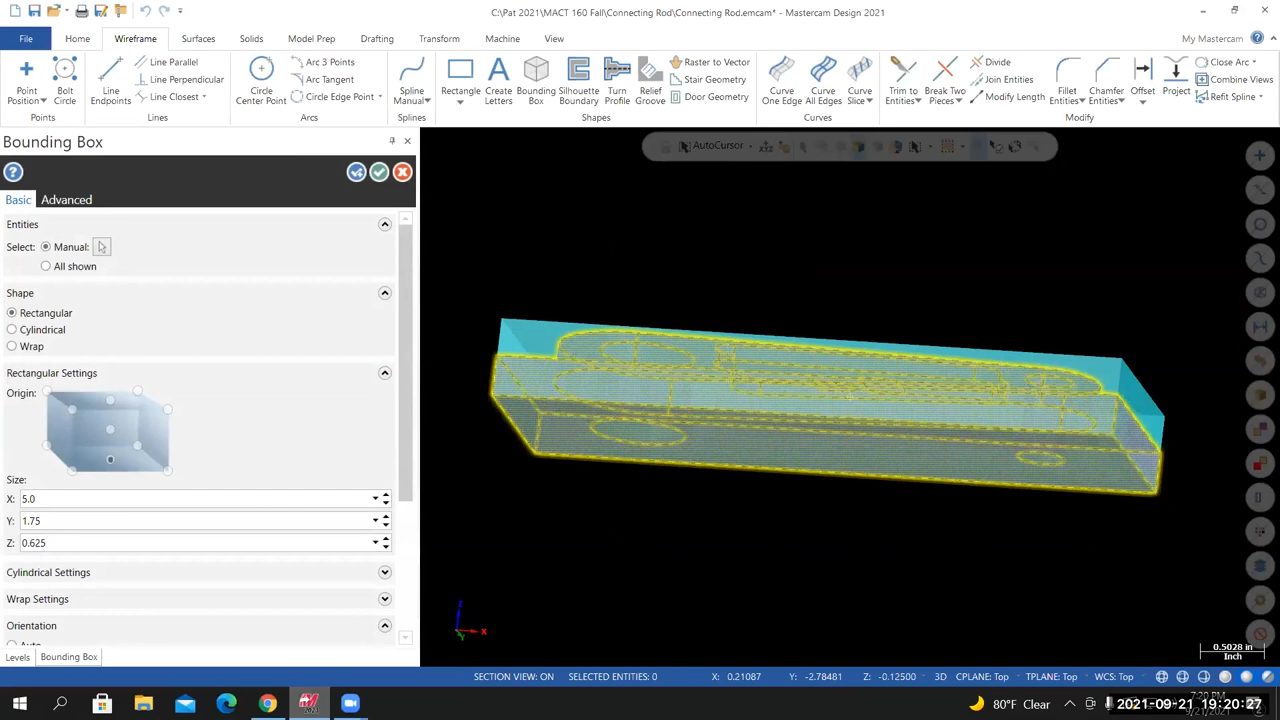 C:\Pat 2021\MACT 160 Fall\Connecting Rod\Connecting Rod.emcam* - Mastercam Design 2021
File Home Wireframe Surfaces Solids Model Prep Drafting Transform Machine View My Mastercam
Point Position Bolt Circle
Points
Line Endpoints Line Parallel
Line Perpendicular
Line Closest
Lines
Circle Center Point Arc 3 Points
Arc Tangent
Circle Edge Point
Arcs
Spline Manual
Splines
Rectangle Create Letters Bounding Box Silhouette Boundary Turn Profile Relief Groove
Raster to Vector
Stair Geometry
Door Geometry
Shapes
Curve One Edge Curve All Edges Curve Slice
Curves
Trim to Entities Break Two Pieces
Divide
Join Entities
Modify Length
Fillet Entities Chamfer Entities Offset Project
Close Arc
Combine Views
Refit Spline
Modify
Bounding Box
Basic Advanced
Entities
Select: Manual:
All shown
Shape
Rectangular
Cylindrical
Wrap
Rectangular Settings
Origin:
Size:
X: 5.0
Y: 1.75
Z: 0.625
Cylindrical Settings
Wrap Settings
Orientation
Auto
Levels Bounding Box
AutoCursor
Z
X
Y
0.5028 in
Inch
SECTION VIEW: ON SELECTED ENTITIES: 0 X: 0.21087 Y: -2.78481 Z: -0.12500 3D CPLANE: Top TPLANE: Top WCS: Top
80°F Clear
7:20 PM
9/21/2021
2021-09-21 19:20:27